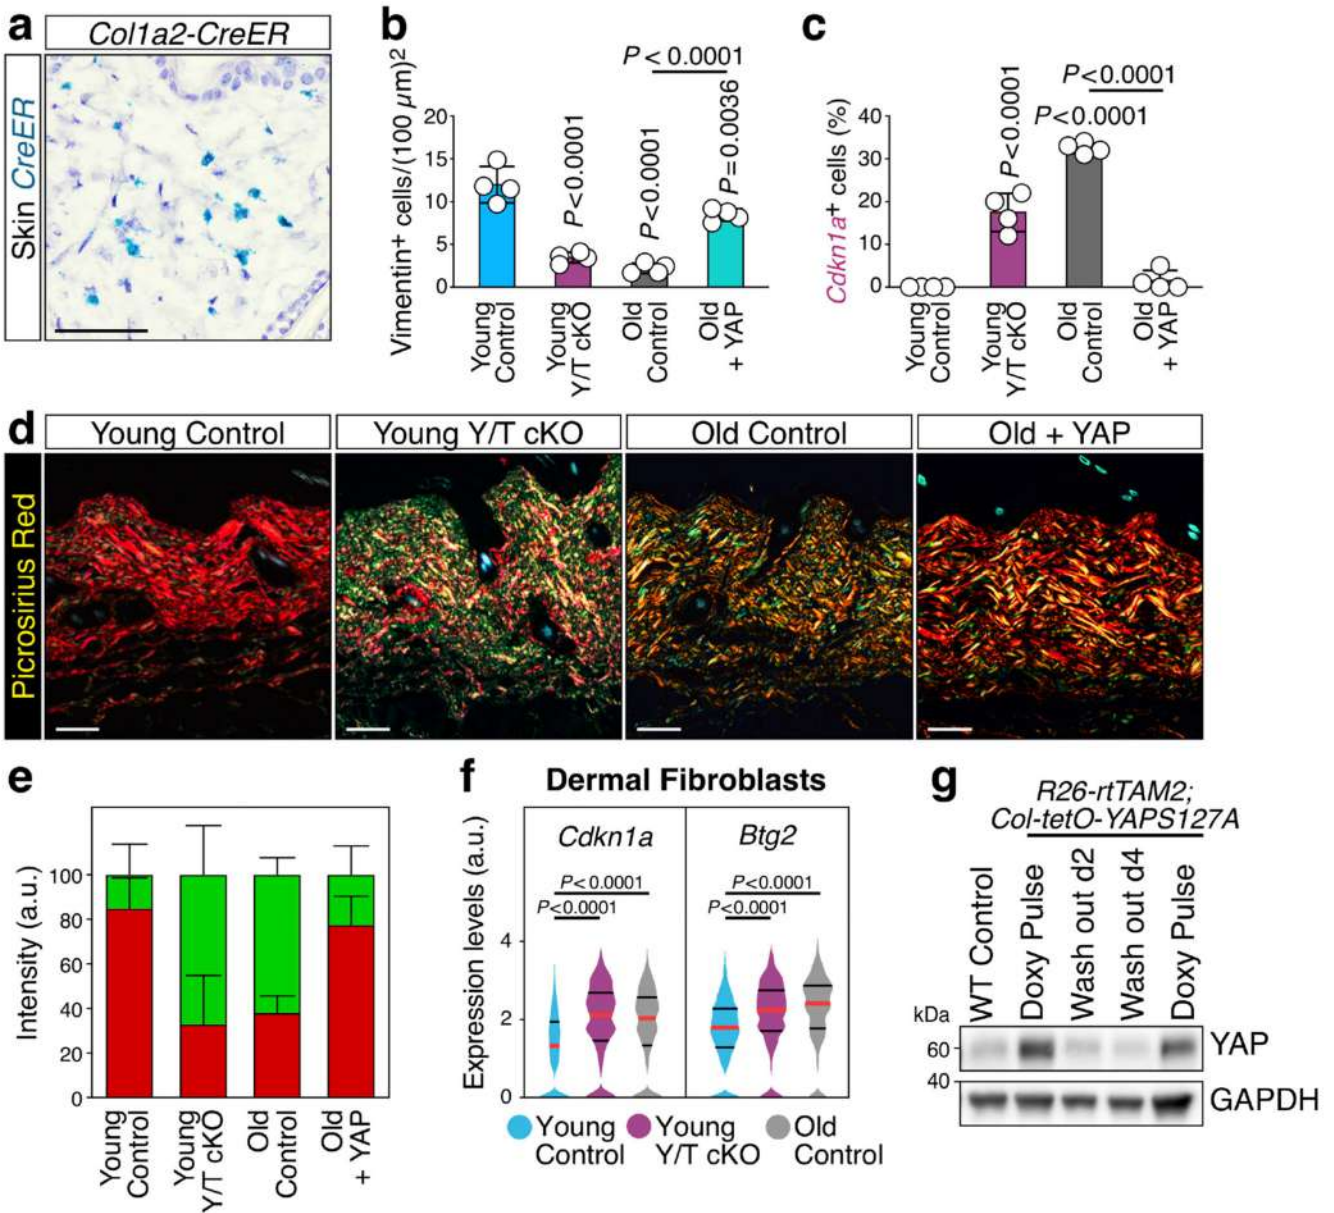 a
Col1a2-CreER
Skin CreER
b
Vimentin+ cells/(100 µm)2
20
15
10
5
0
P<0.0001
P<0.0001
P<0.0001
P=0.0036
Young
Control
Young
Y/T cKO
Old
Control
Old
+ YAP
c
Cdkn1a+ cells (%)
40
30
20
10
0
P<0.0001
P<0.0001
P<0.0001
Young
Control
Young
Y/T cKO
Old
Control
Old
+ YAP
d
Young Control
Young Y/T cKO
Old Control
Old + YAP
Picrosirius Red
e
Intensity (a.u.)
100
80
60
40
20
0
Young
Control
Young
Y/T cKO
Old
Control
Old
+ YAP
f
Dermal Fibroblasts
Cdkn1a
Btg2
Expression levels (a.u.)
4
2
0
P<0.0001
P<0.0001
P<0.0001
P<0.0001
Young
Control
Young
Y/T cKO
Old
Control
g
R26-rtTAM2;
Col-tetO-YAPS127A
WT Control
Doxy Pulse
Wash out d2
Wash out d4
Doxy Pulse
kDa
60
YAP
40
GAPDH